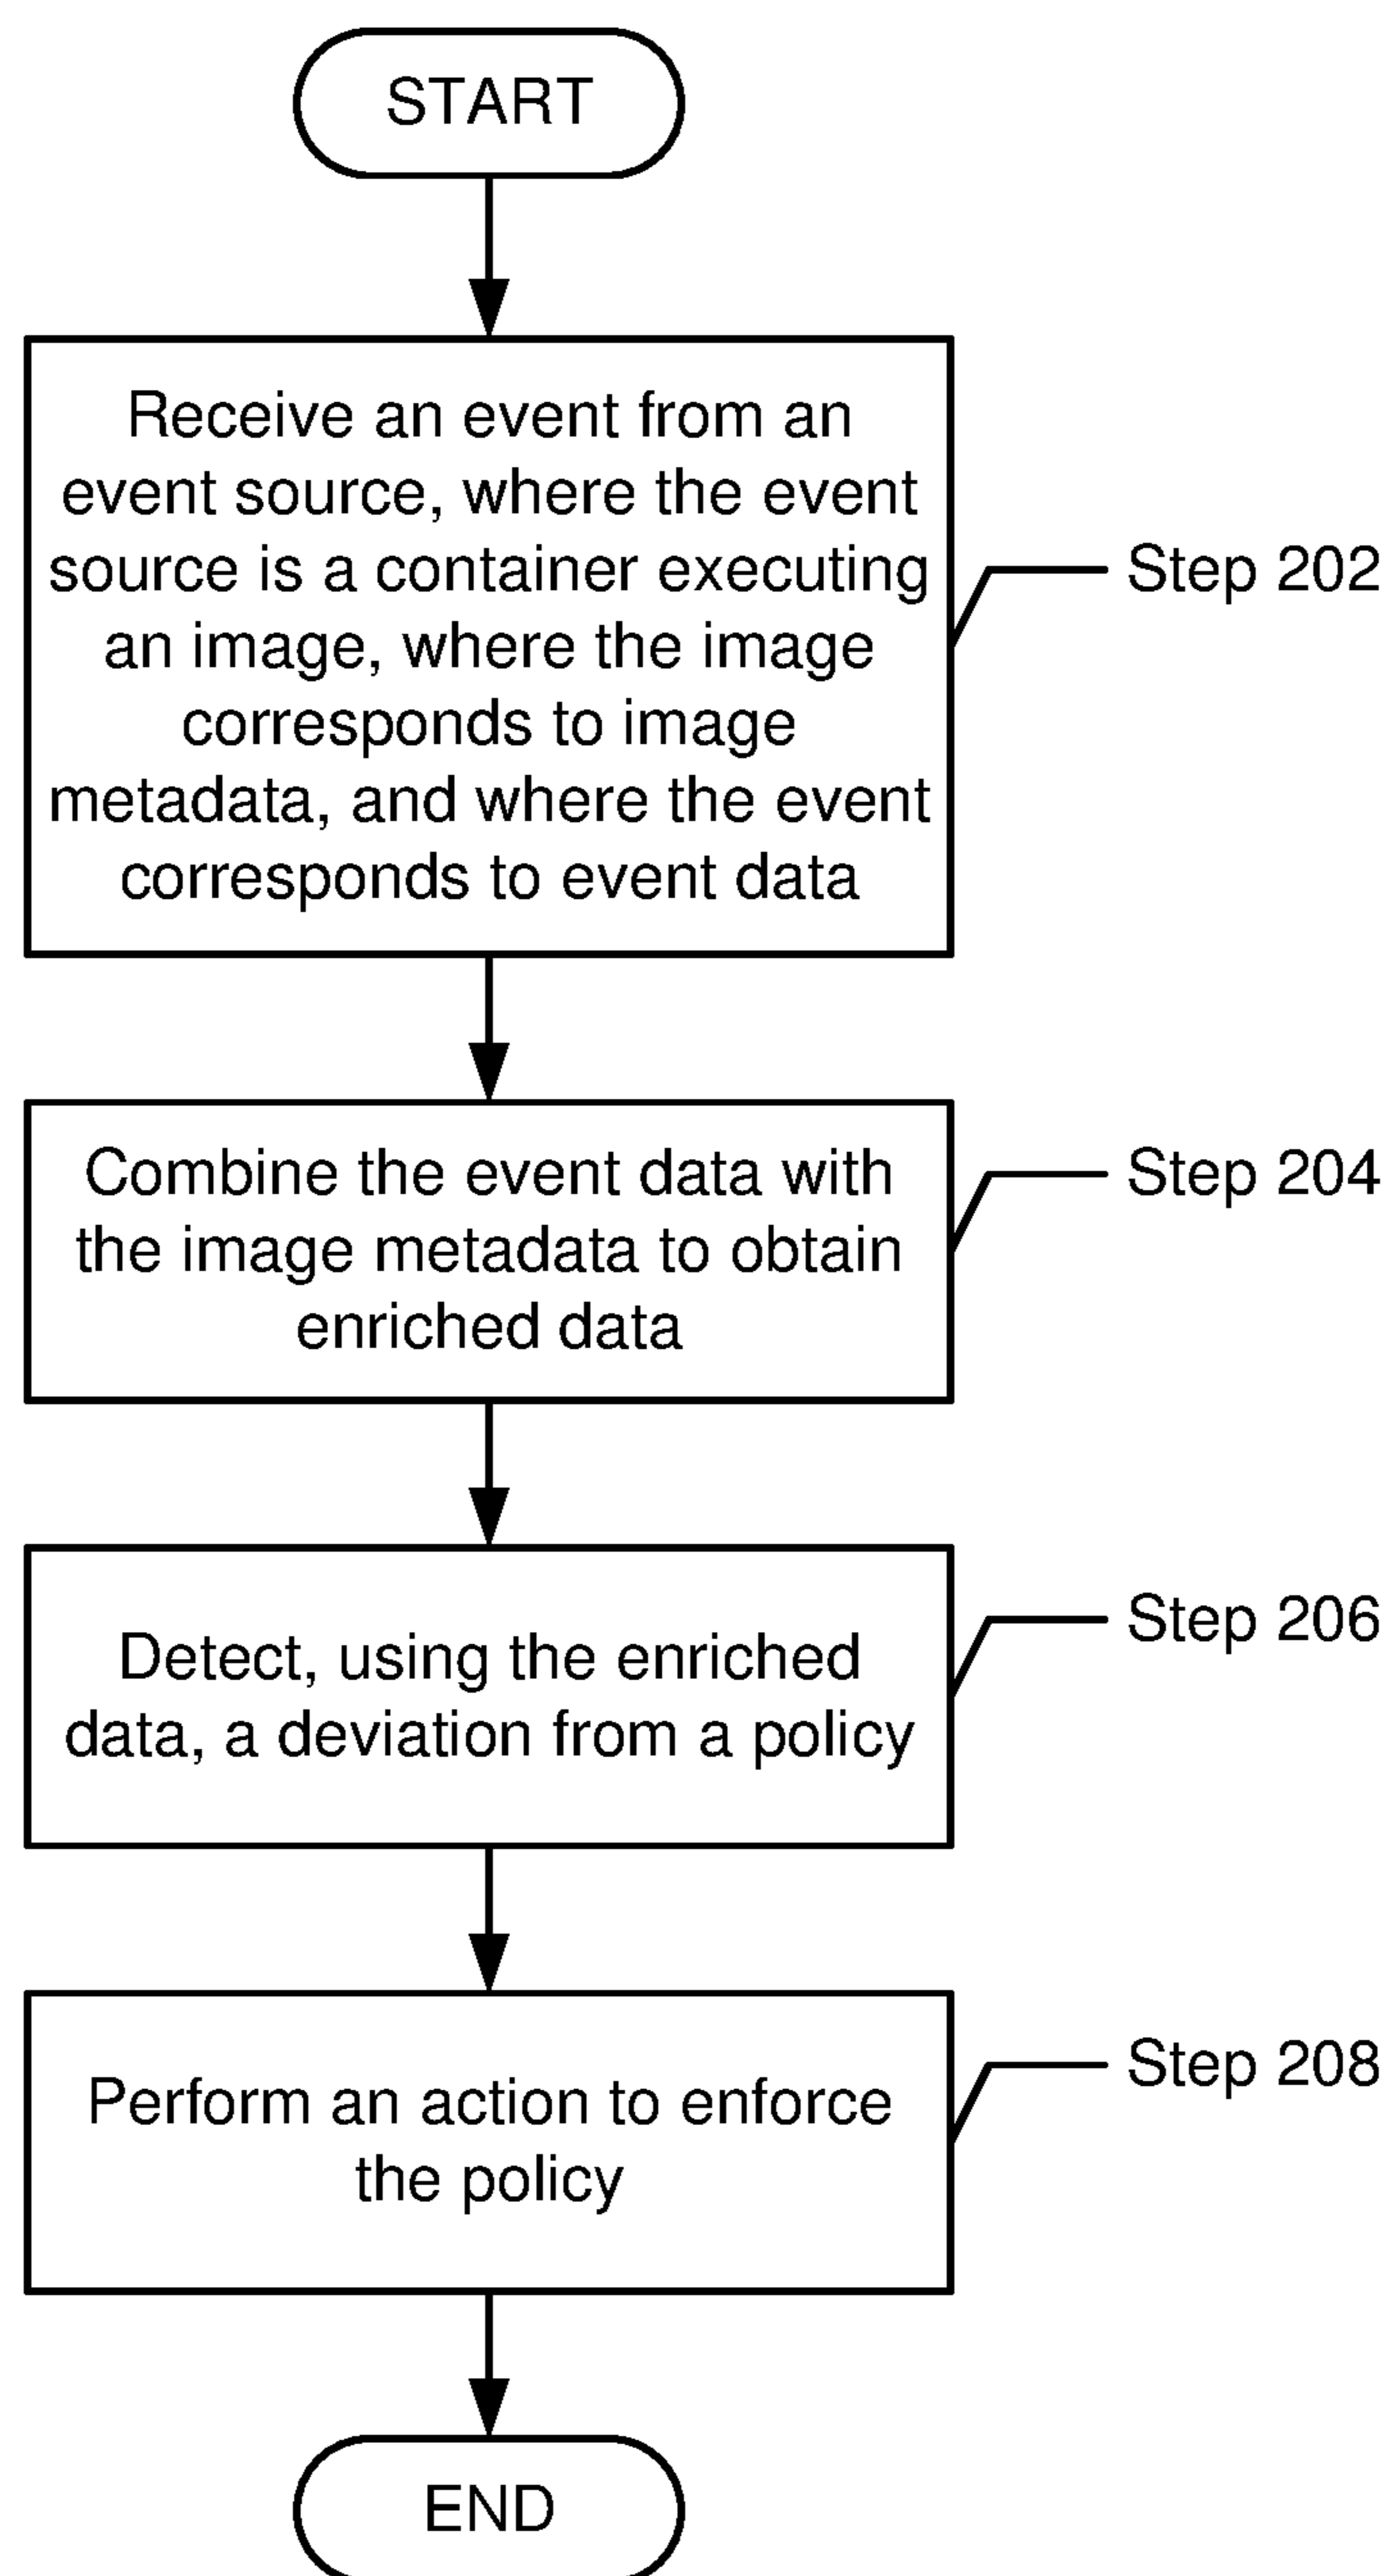 START
Receive an event from an
event source, where the event
source is a container executing
an image, where the image
corresponds to image
metadata, and where the event
corresponds to event data
Step 202
Combine the event data with
the image metadata to obtain
enriched data
Step 204
Detect, using the enriched
data, a deviation from a policy
Step 206
Perform an action to enforce
the policy
Step 208
END